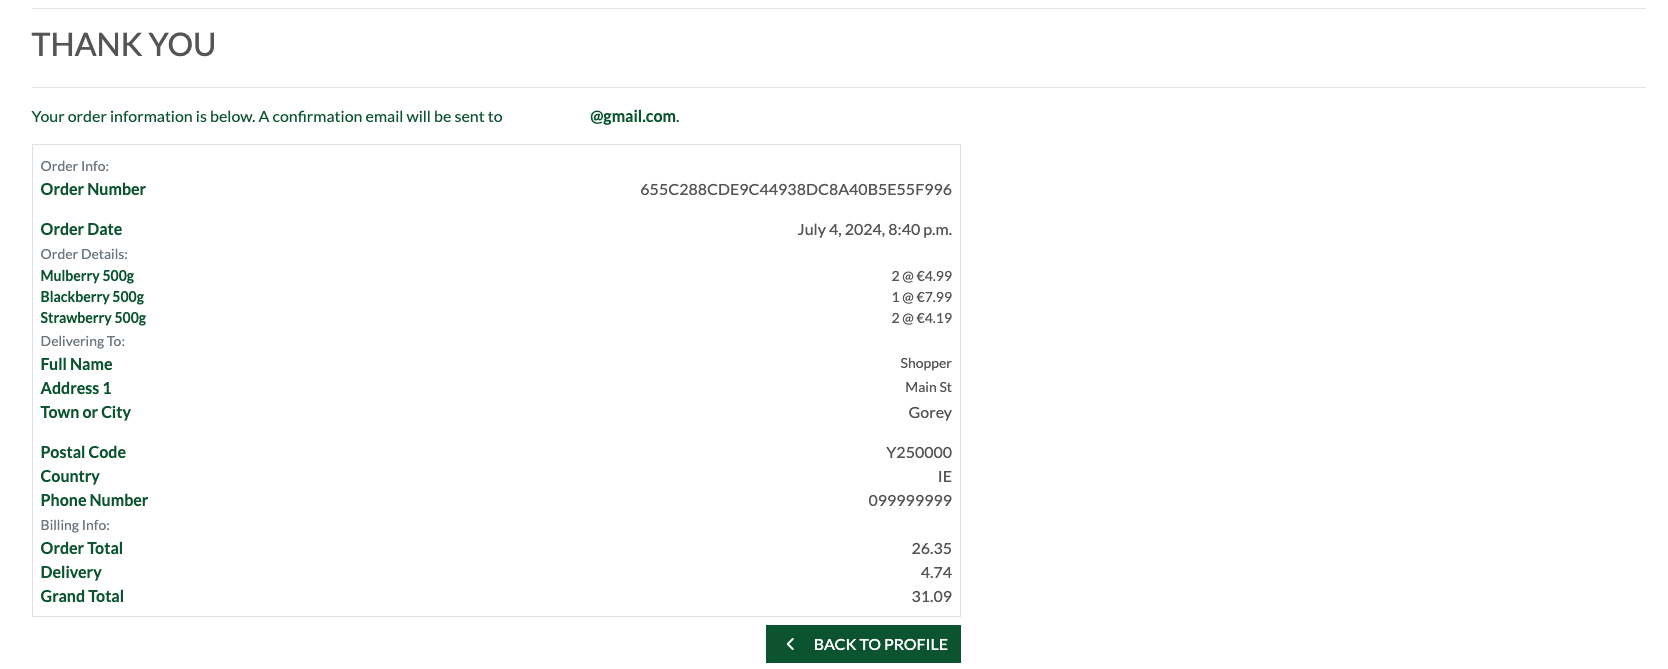 THANK YOU
Your order information is below. A confirmation email will be sent to @gmail.com.
Order Info:
Order Number 655C288CDE9C44938DC8A40B5E55F996
Order Date July 4, 2024, 8:40 p.m.
Order Details:
Mulberry 500g 2 @ €4.99
Blackberry 500g 1 @ €7.99
Strawberry 500g 2 @ €4.19
Delivering To:
Full Name Shopper
Address 1 Main St
Town or City Gorey
Postal Code Y250000
Country IE
Phone Number 099999999
Billing Info:
Order Total 26.35
Delivery 4.74
Grand Total 31.09
BACK TO PROFILE